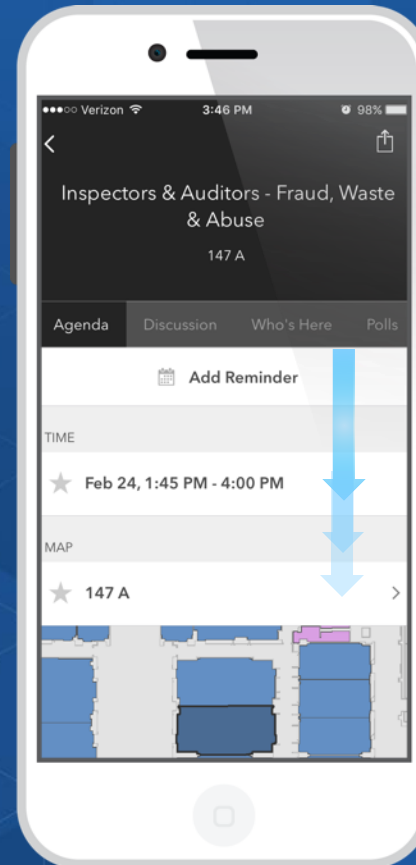 Verizon 3:46 PM 98%
Inspectors & Auditors - Fraud, Waste
& Abuse
147 A
Agenda Discussion Who's Here Polls
Add Reminder
TIME
Feb 24, 1:45 PM - 4:00 PM
MAP
147 A